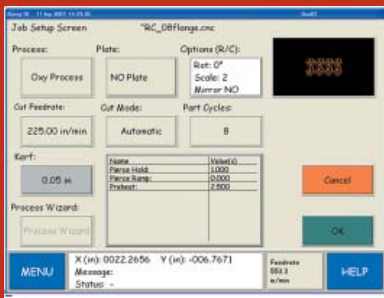 Job Setup Screen "RC_08flange.cnc
Process: Plate: Options (R/C):
Oxy Process
NO Plate
Rot: 0°
Scale: 2
Mirror NO
Cut Feedrate: Cut Mode: Part Cycles:
225.00 in/min
Automatic
8
Kerf:
0.05 in
Name Value(s)
Pierce Hold: 1.000
Pierce Ramp: 0.000
Preheat: 2.500
Cancel
Process Wizard:
Process Wizard
OK
MENU
X (in): 0022.2656 Y (in): -006.7671
Message:
Status: -
Feedrate
553.3
in/min
HELP